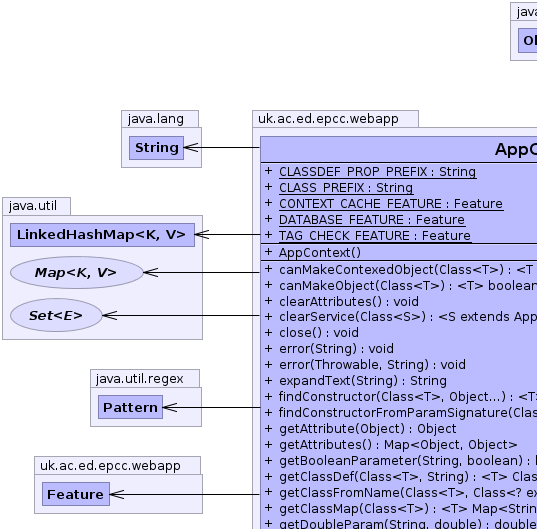 java.lang
String
java.util
LinkedHashMap<K, V>
Map<K, V>
Set<E>
java.util.regex
Pattern
uk.ac.ed.epcc.webapp
Feature
uk.ac.ed.epcc.webapp
+ CLASSDEF_PROP_PREFIX : String
+ CLASS_PREFIX : String
+ CONTEXT_CACHE_FEATURE : Feature
+ DATABASE_FEATURE : Feature
+ TAG_CHECK_FEATURE : Feature
+ AppContext()
+ canMakeContexedObject(Class<T>) : <T
+ canMakeObject(Class<T>) : <T> boolean
+ clearAttributes() : void
+ clearService(Class<S>) : <S extends App
+ close() : void
+ error(String) : void
+ error(Throwable, String) : void
+ expandText(String) : String
+ findConstructor(Class<T>, Object...) : <T>
+ findConstructorFromParamSignature(Clas
+ getAttribute(Object) : Object
+ getAttributes() : Map<Object, Object>
+ getBooleanParameter(String, boolean) :
+ getClassDef(Class<T>, String) : <T> Clas
+ getClassFromName(Class<T>, Class<? ex
+ getClassMap(Class<T>) : <T> Map<String
+ getDoubleParam(String, double) : double
java